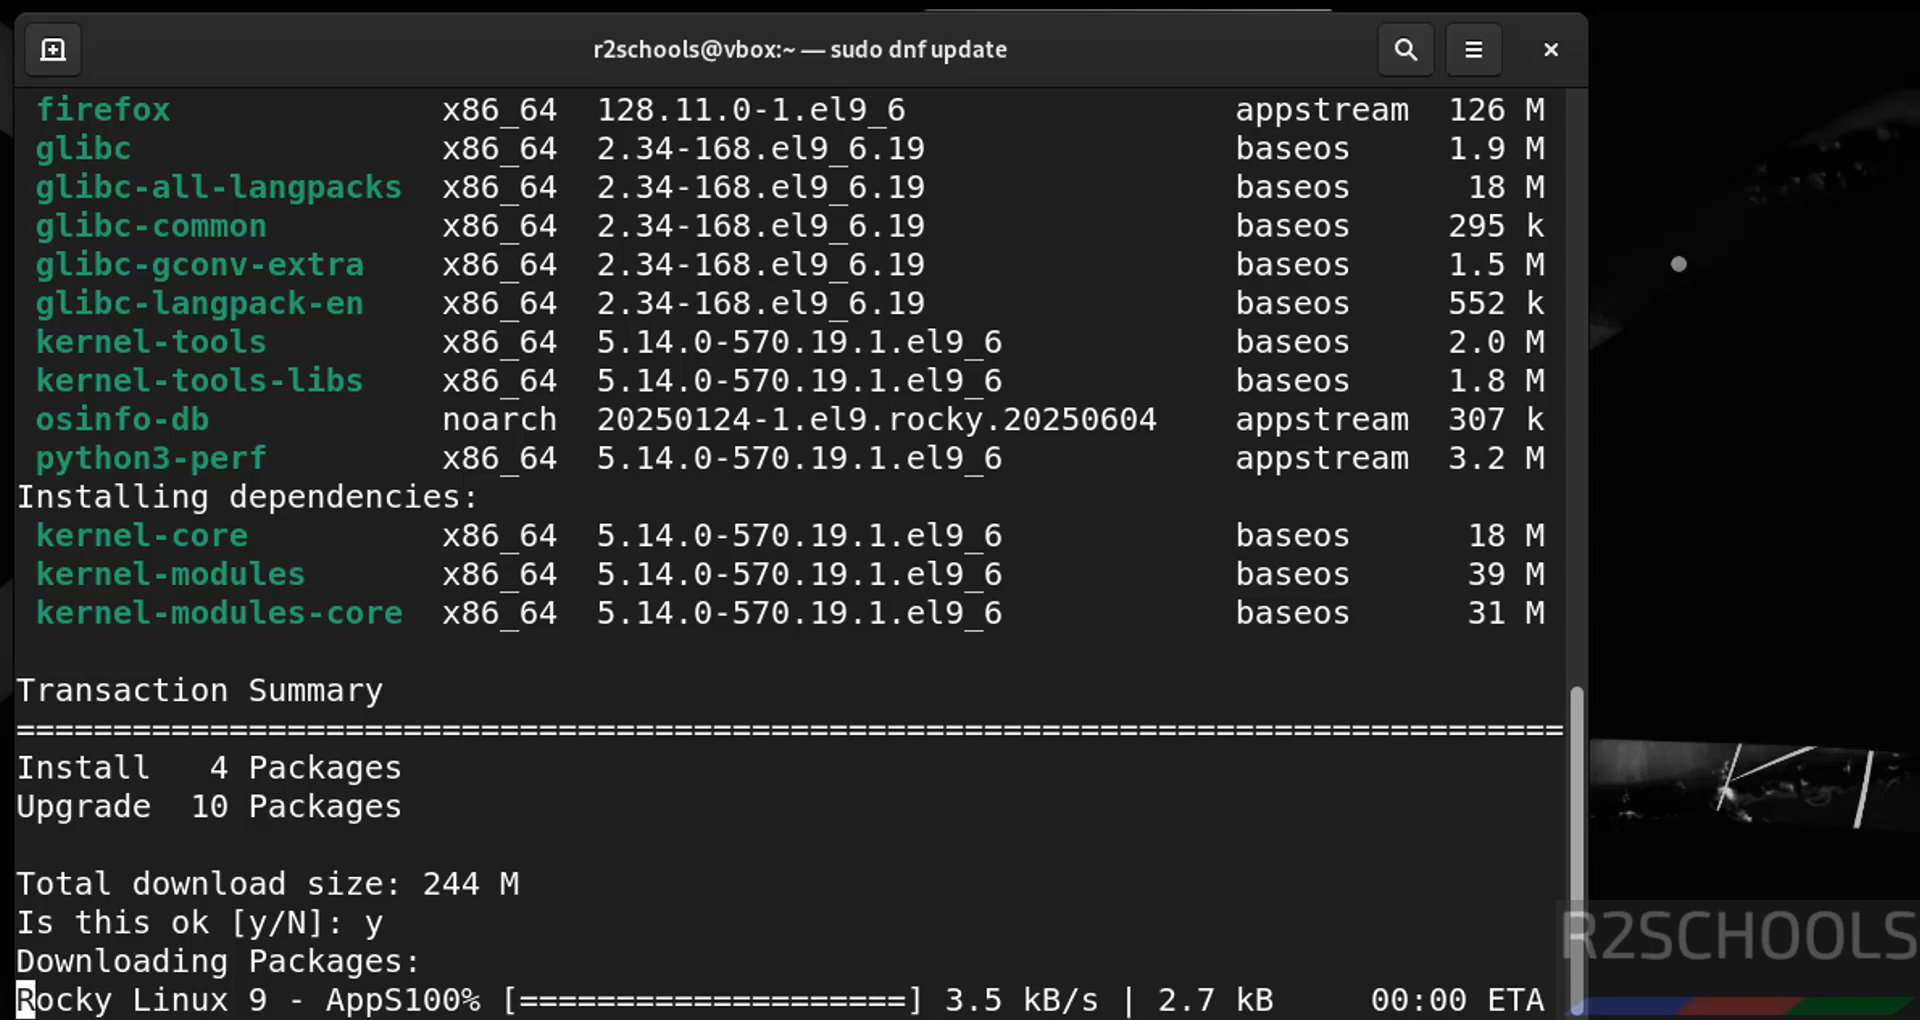 r2schools@vbox:~ — sudo dnf update
firefox x86_64 128.11.0-1.el9_6 appstream 126 M
glibc x86_64 2.34-168.el9_6.19 baseos 1.9 M
glibc-all-langpacks x86_64 2.34-168.el9_6.19 baseos 18 M
glibc-common x86_64 2.34-168.el9_6.19 baseos 295 k
glibc-gconv-extra x86_64 2.34-168.el9_6.19 baseos 1.5 M
glibc-langpack-en x86_64 2.34-168.el9_6.19 baseos 552 k
kernel-tools x86_64 5.14.0-570.19.1.el9_6 baseos 2.0 M
kernel-tools-libs x86_64 5.14.0-570.19.1.el9_6 baseos 1.8 M
osinfo-db noarch 20250124-1.el9.rocky.20250604 appstream 307 k
python3-perf x86_64 5.14.0-570.19.1.el9_6 appstream 3.2 M
Installing dependencies:
kernel-core x86_64 5.14.0-570.19.1.el9_6 baseos 18 M
kernel-modules x86_64 5.14.0-570.19.1.el9_6 baseos 39 M
kernel-modules-core x86_64 5.14.0-570.19.1.el9_6 baseos 31 M
Transaction Summary
================================================================================
Install 4 Packages
Upgrade 10 Packages
Total download size: 244 M
Is this ok [y/N]: y
Downloading Packages:
Rocky Linux 9 - AppS100% [====================] 3.5 kB/s | 2.7 kB 00:00 ETA
R2SCHOOLS